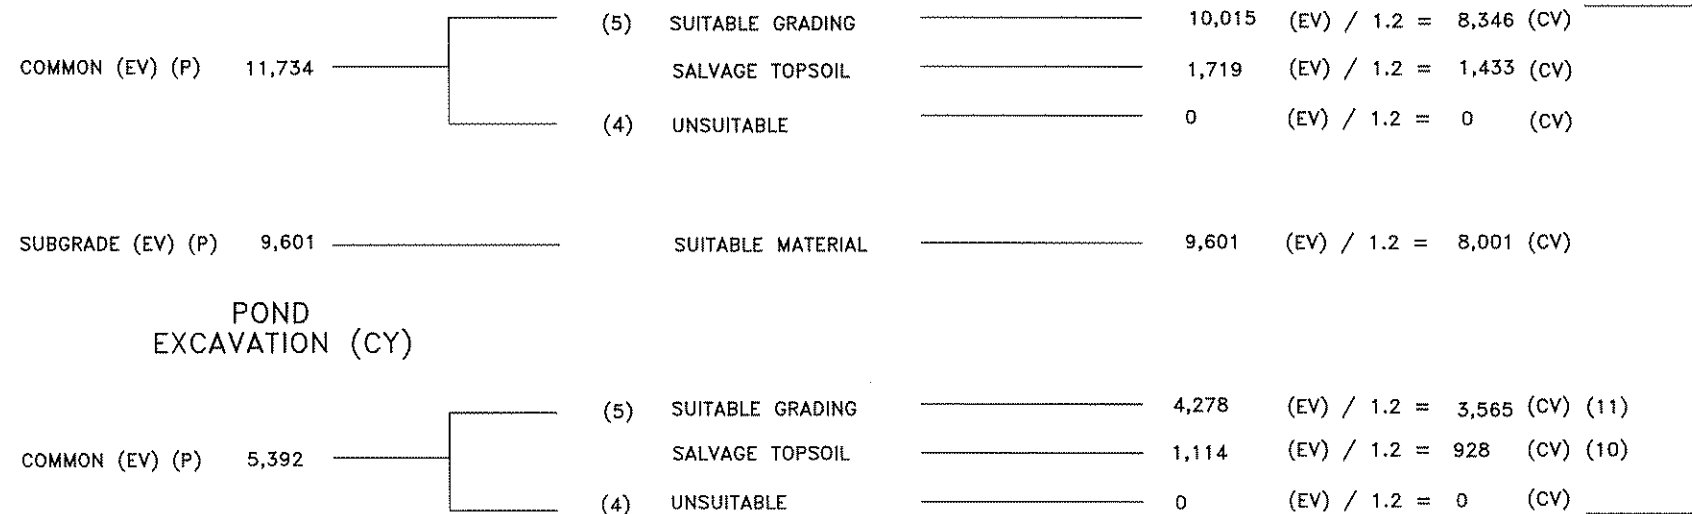 (5) SUITABLE GRADING 10,015 (EV) / 1.2 = 8,346 (CV)
COMMON (EV) (P) 11,734 SALVAGE TOPSOIL 1,719 (EV) / 1.2 = 1,433 (CV)
(4) UNSUITABLE 0 (EV) / 1.2 = 0 (CV)
SUBGRADE (EV) (P) 9,601 SUITABLE MATERIAL 9,601 (EV) / 1.2 = 8,001 (CV)
POND
EXCAVATION (CY)
(5) SUITABLE GRADING 4,278 (EV) / 1.2 = 3,565 (CV) (11)
COMMON (EV) (P) 5,392 SALVAGE TOPSOIL 1,114 (EV) / 1.2 = 928 (CV) (10)
(4) UNSUITABLE 0 (EV) / 1.2 = 0 (CV)